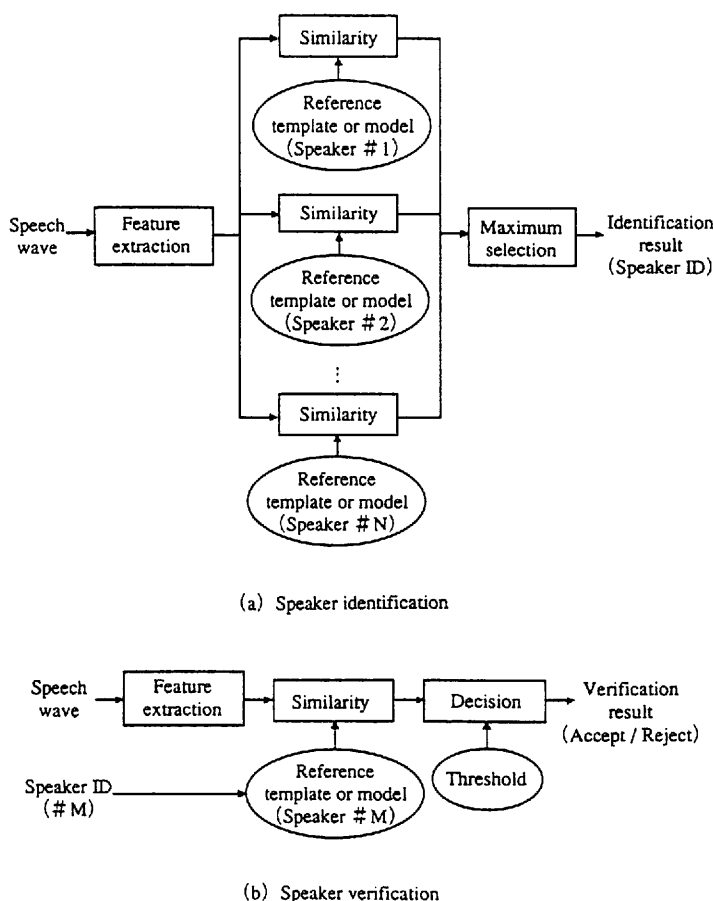 Similarity
Reference
template or model
(Speaker #1)
Speech
wave
Feature
extraction
Similarity
Reference
template or model
(Speaker #2)
Maximum
selection
Identification
result
(Speaker ID)
⋮
Similarity
Reference
template or model
(Speaker #N)
(a) Speaker identification
Speech
wave
Feature
extraction
Similarity
Decision
Verification
result
(Accept / Reject)
Speaker ID
(#M)
Reference
template or model
(Speaker #M)
Threshold
(b) Speaker verification